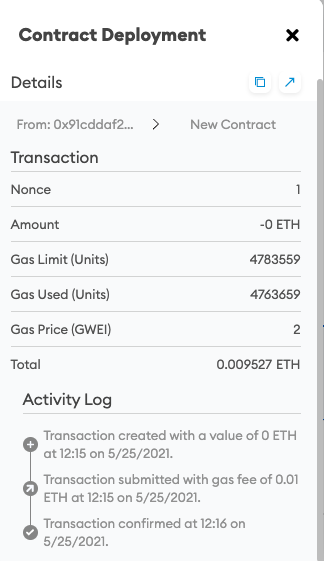 Contract Deployment
Details
From: 0x91cddaf2... > New Contract
Transaction
Nonce 1
Amount -0 ETH
Gas Limit (Units) 4783559
Gas Used (Units) 4763659
Gas Price (GWEI) 2
Total 0.009527 ETH
Activity Log
Transaction created with a value of 0 ETH
at 12:15 on 5/25/2021.
Transaction submitted with gas fee of 0.01
ETH at 12:15 on 5/25/2021.
Transaction confirmed at 12:16 on
5/25/2021.